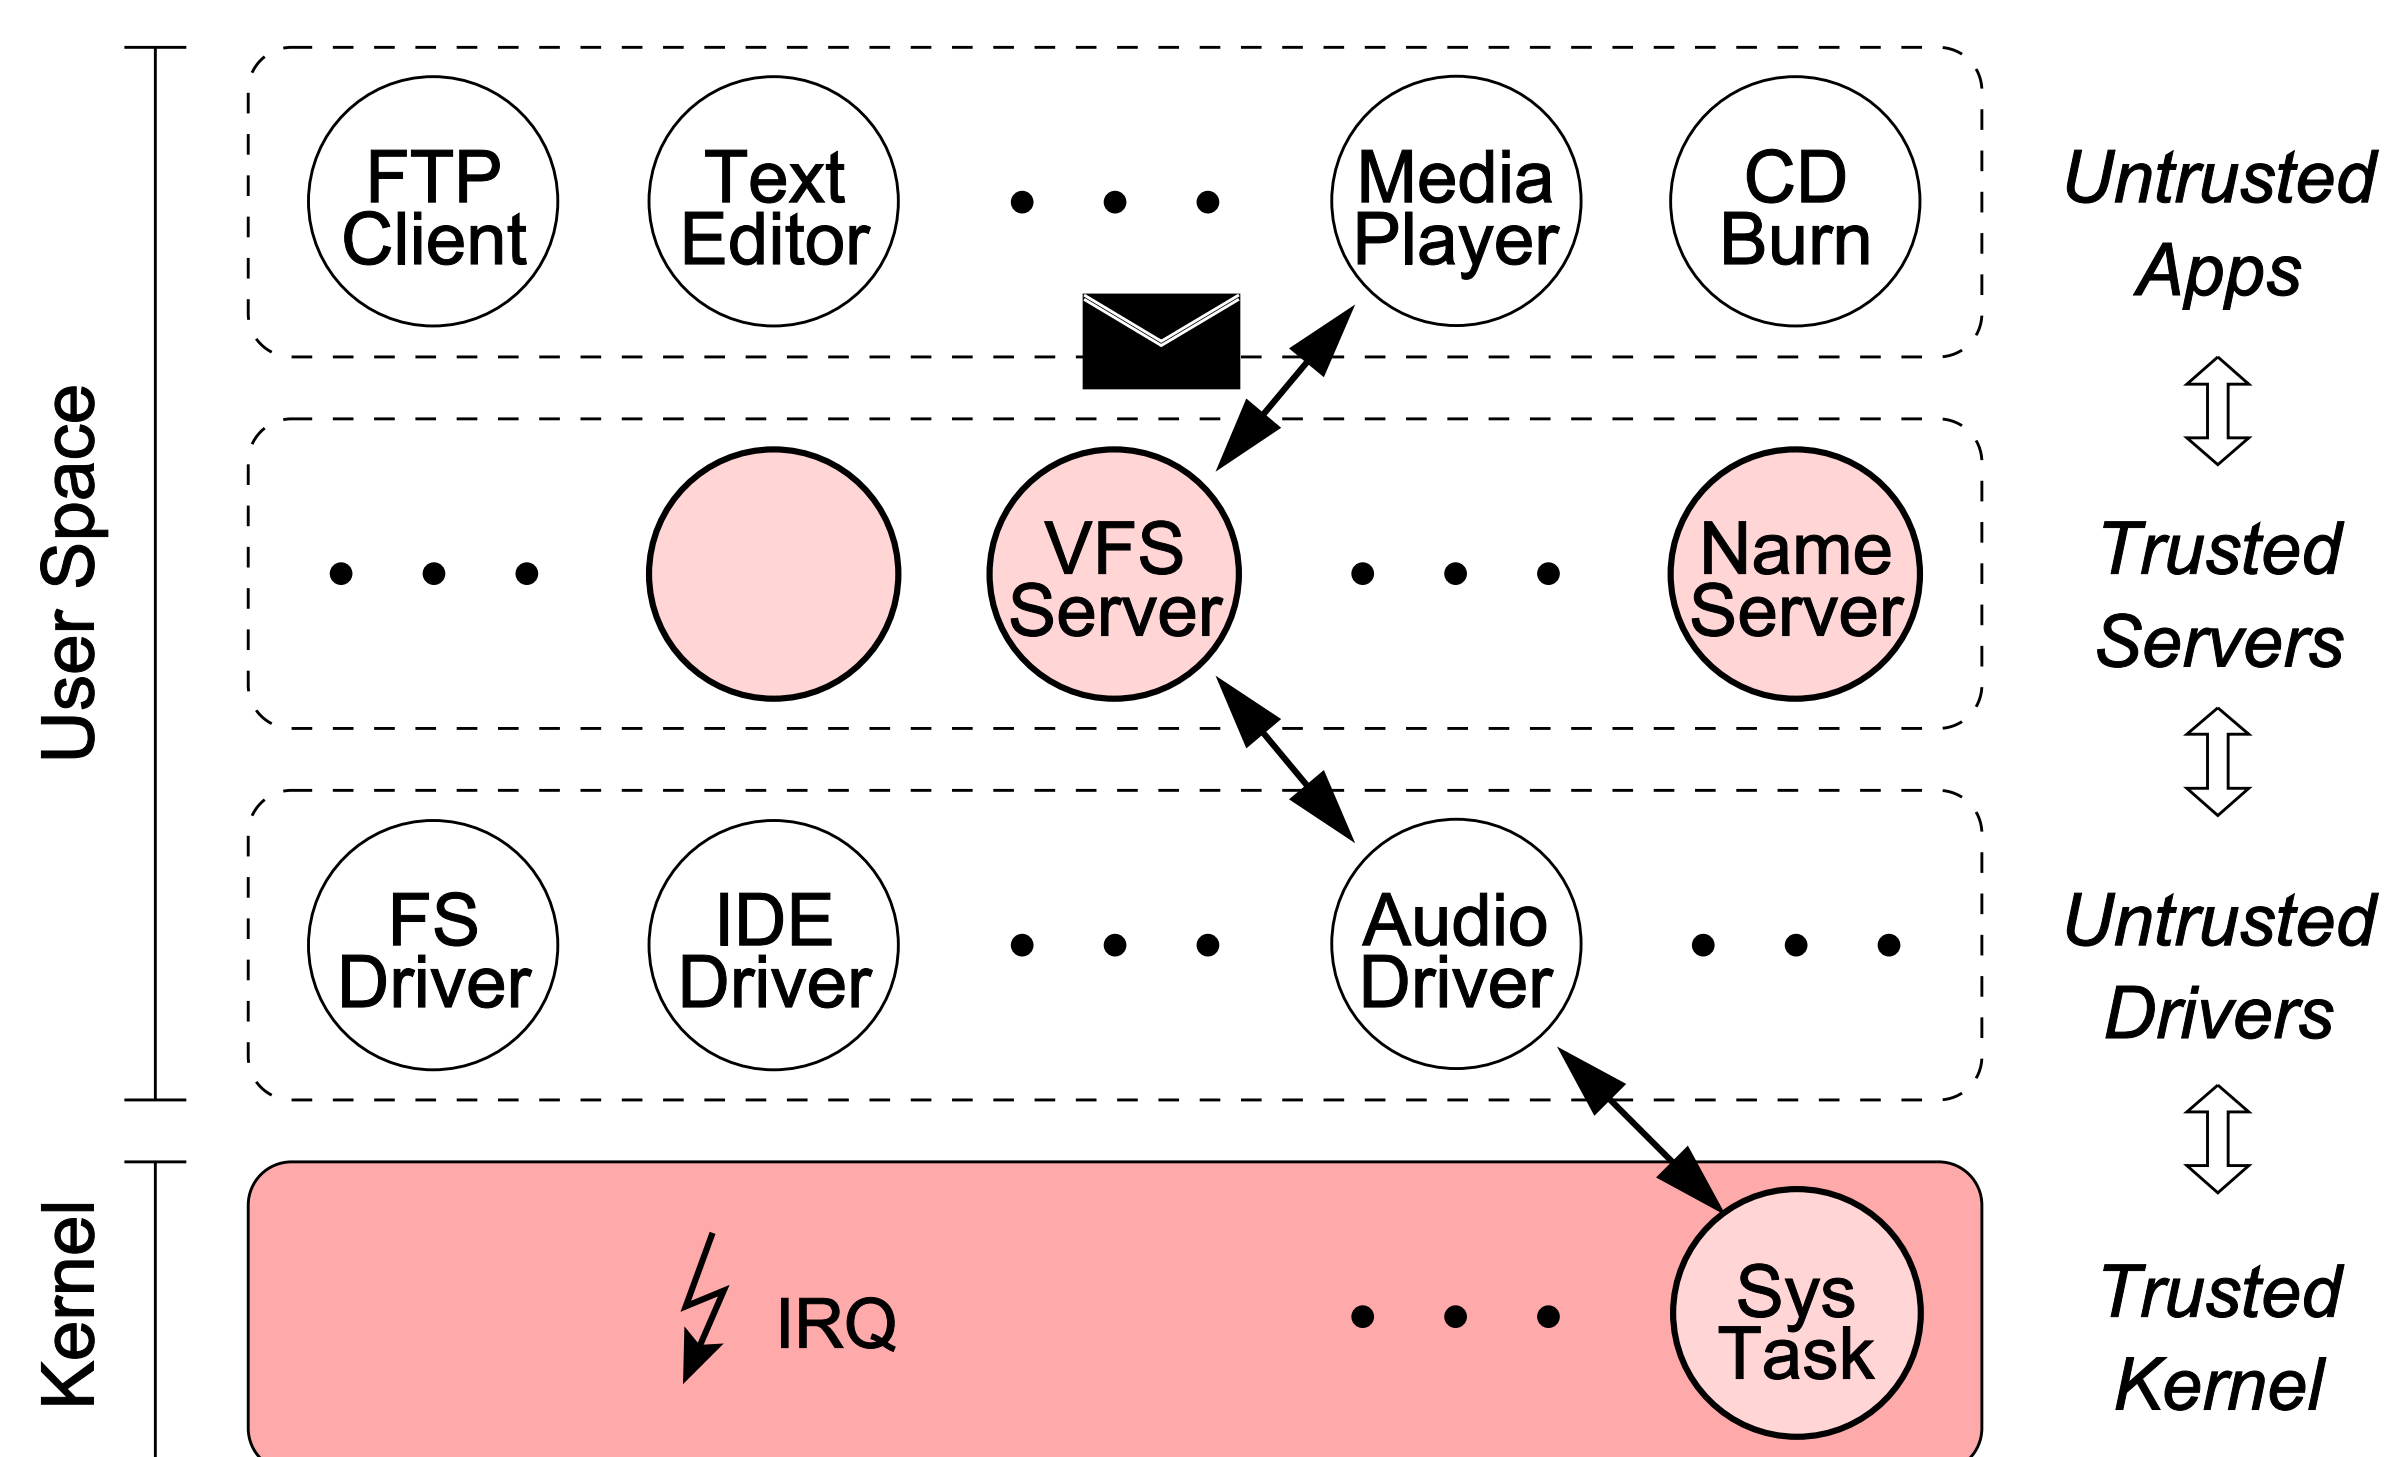 FTP
Client
Text
Editor
Media
Player
CD
Burn
Untrusted
Apps
User Space
VFS
Server
Name
Server
Trusted
Servers
FS
Driver
IDE
Driver
Audio
Driver
Untrusted
Drivers
Kernel
IRQ
Sys
Task
Trusted
Kernel